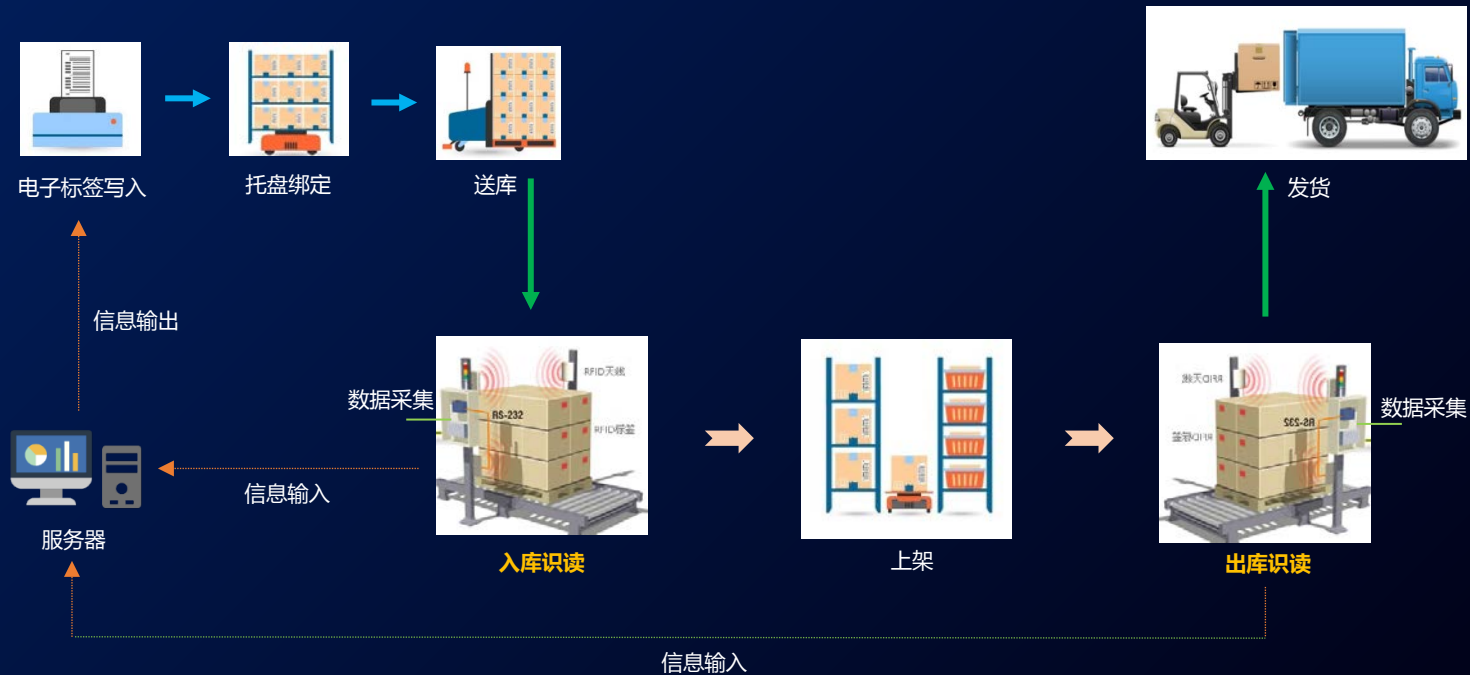 电子标签写入
托盘绑定
送库
发货
信息输出
数据采集
RFID天线
RS-232
RFID标签
RFID天线
数据采集
RS-232
RFID标签
信息输入
服务器
入库识读
上架
出库识读
信息输入